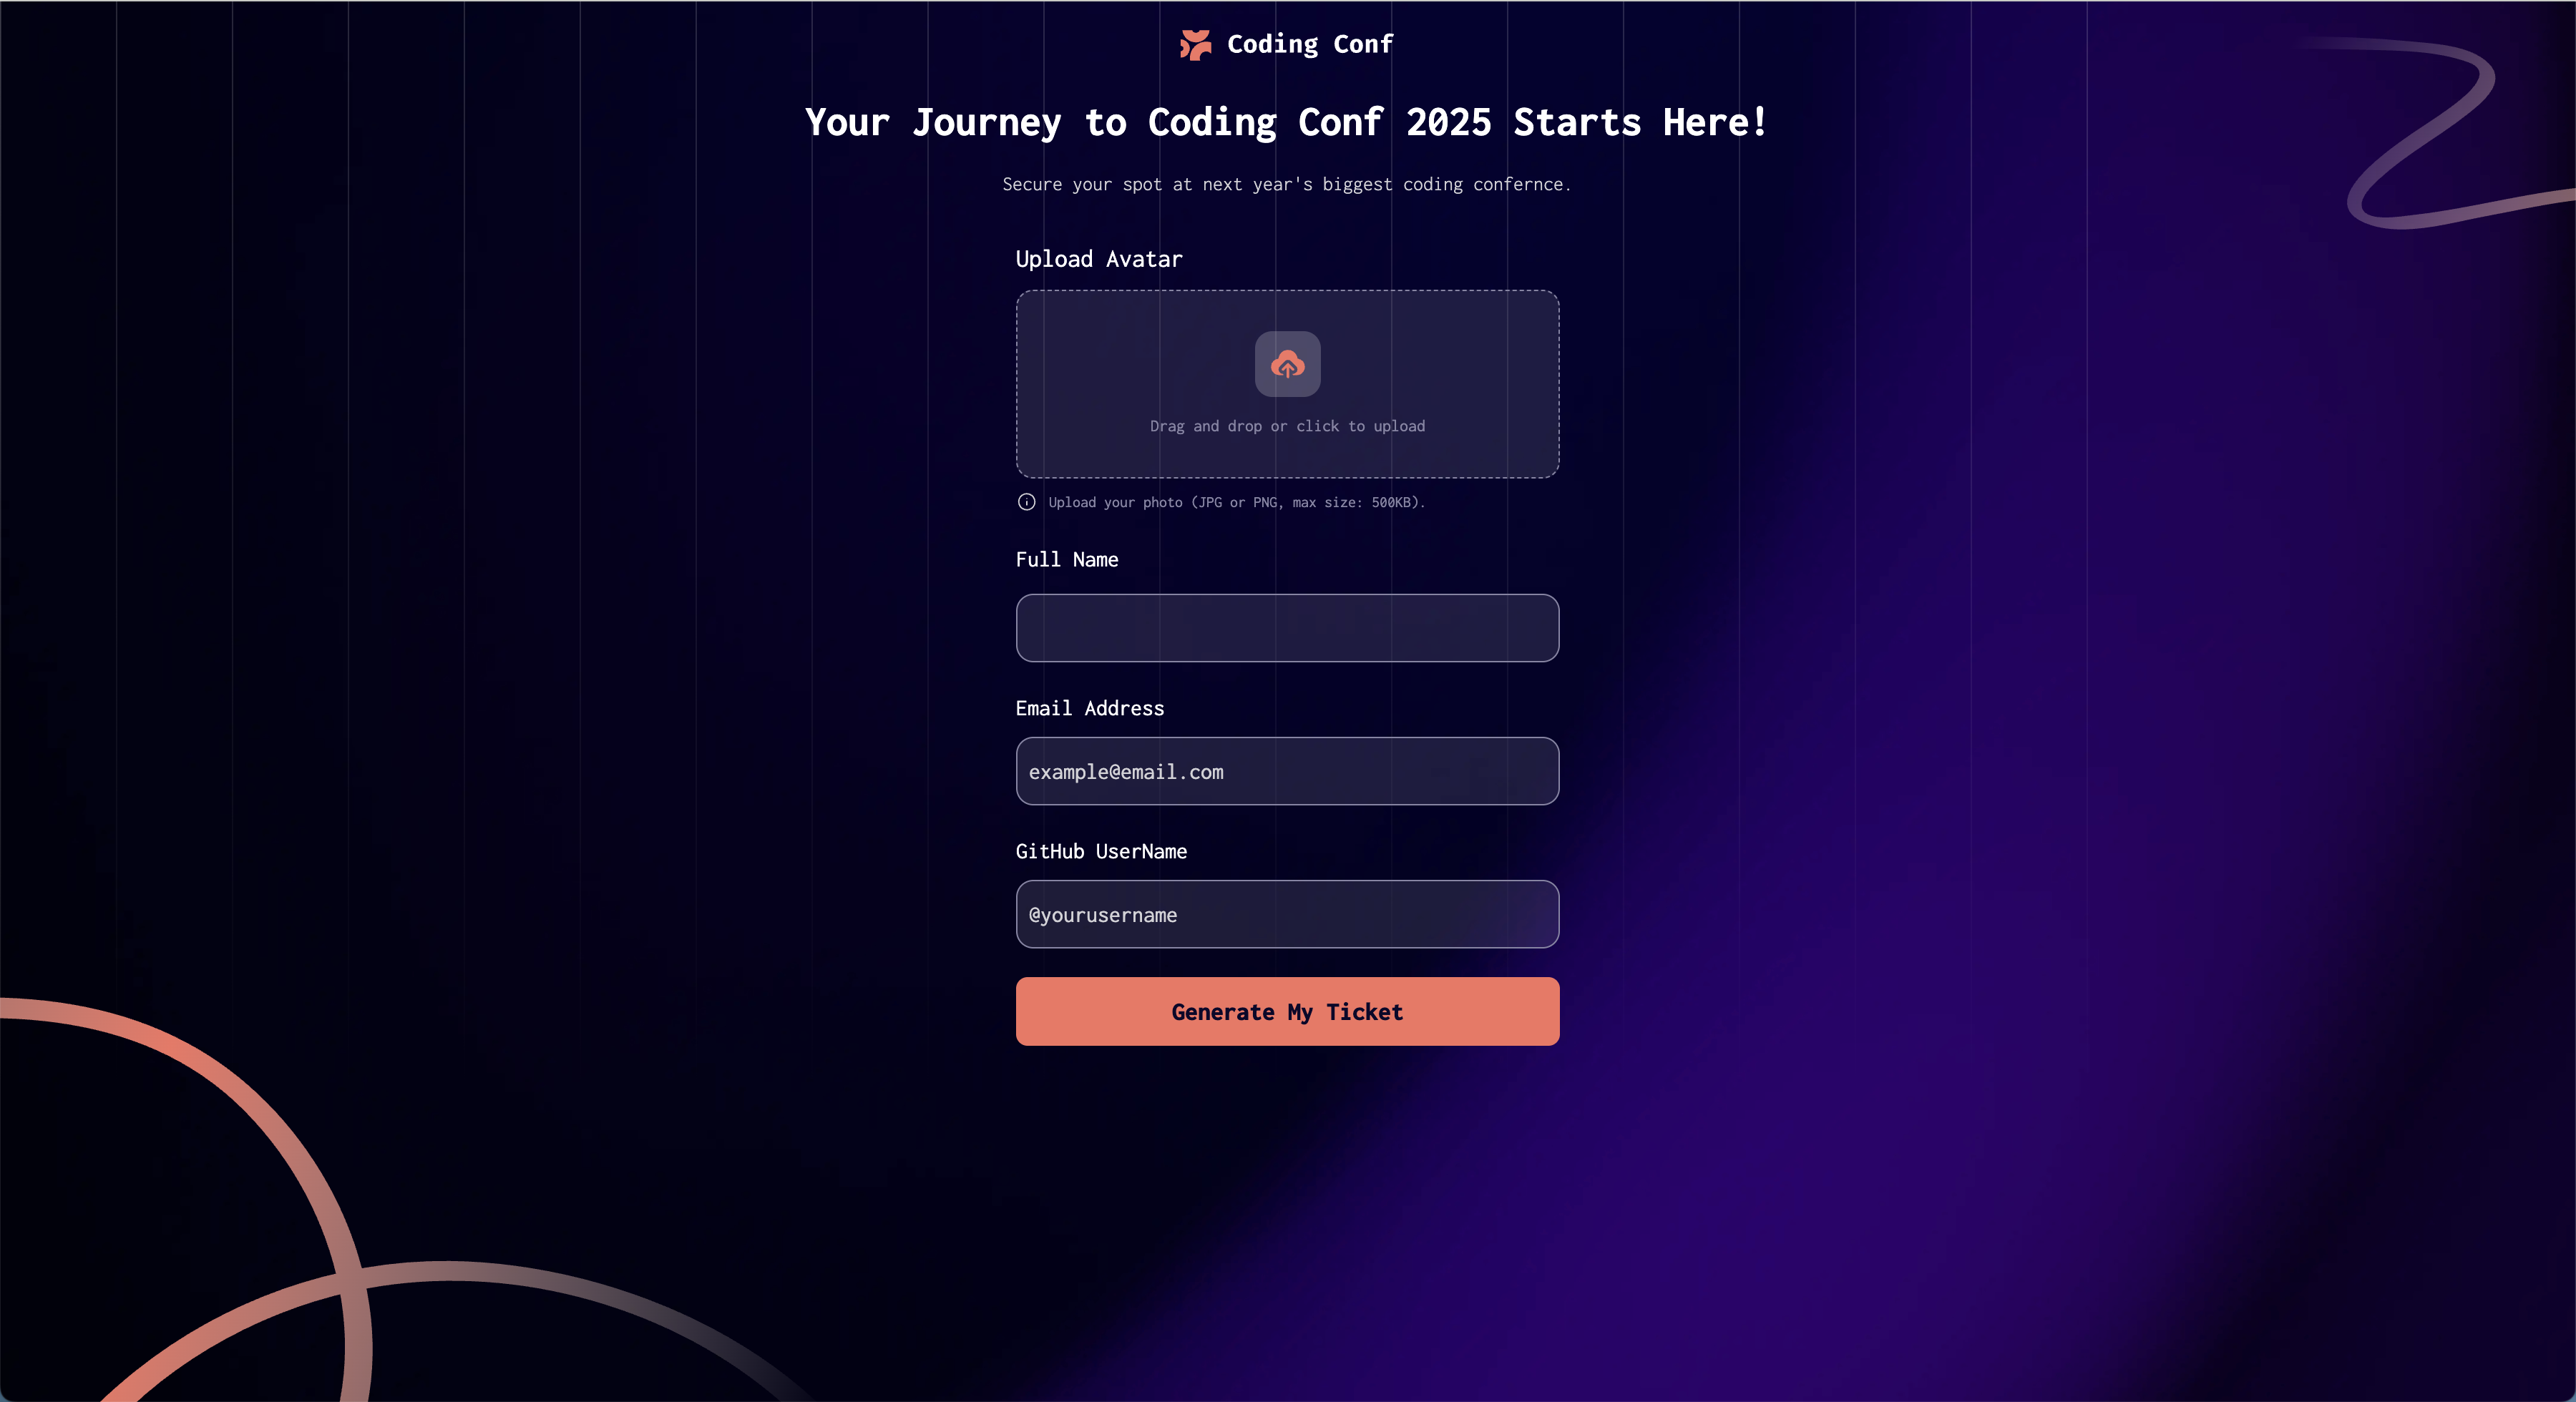 Coding Conf
Your Journey to Coding Conf 2025 Starts Here!
Secure your spot at next year's biggest coding confernce.
Upload Avatar
Drag and drop or click to upload
Upload your photo (JPG or PNG, max size: 500KB).
Full Name
Email Address
example@email.com
GitHub UserName
@yourusername
Generate My Ticket